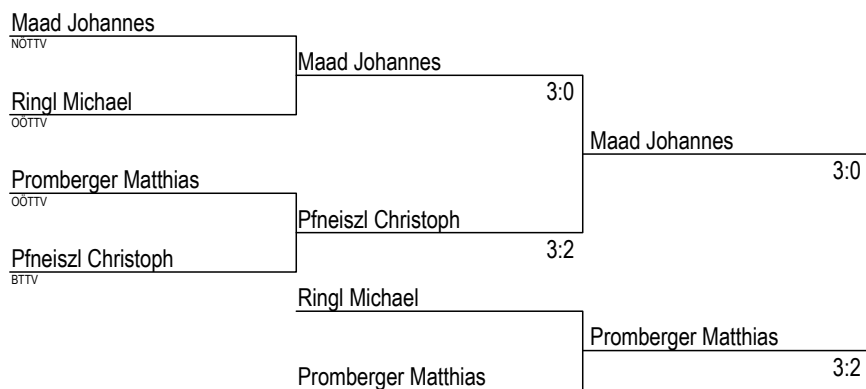 Maad Johannes
NÖTTV
Maad Johannes
3:0
Ringl Michael
OÖTTV
Maad Johannes
3:0
Promberger Matthias
OÖTTV
Pfneiszl Christoph
3:2
Pfneiszl Christoph
BTTV
Ringl Michael
Promberger Matthias
3:2
Promberger Matthias